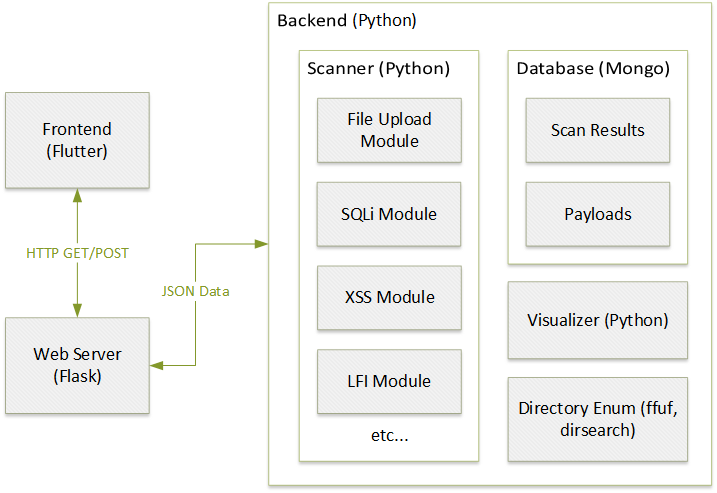 Backend (Python)
Scanner (Python)
File Upload
Module
SQLi Module
XSS Module
LFI Module
etc...
Database (Mongo)
Scan Results
Payloads
Visualizer (Python)
Directory Enum (ffuf,
dirsearch)
Frontend
(Flutter)
HTTP GET/POST
JSON Data
Web Server
(Flask)